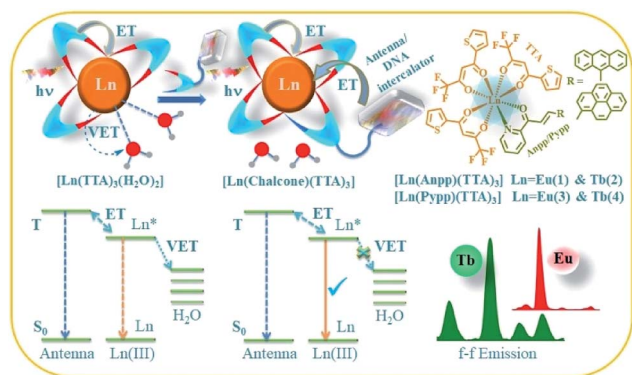 ET
hν
Ln
VET
[Ln(TTA)₃(H₂O)₂]
ET
hν
Ln
ET
Antenna/
DNA
intercalator
[Ln(Chalcone)(TTA)₃]
S
CF₃
TTA
S
O
O
O
O
F₃C
Ln
O
O
O
N
R
S
F
F
F
Anpp/Pypp
R =
[Ln(Anpp)(TTA)₃] Ln=Eu(1) & Tb(2)
[Ln(Pypp)(TTA)₃] Ln=Eu(3) & Tb(4)
T
ET
Ln*
VET
H₂O
S₀
Ln
Antenna
Ln(III)
T
ET
Ln*
VET
H₂O
S₀
Ln
Antenna
Ln(III)
Tb
Eu
f-f Emission